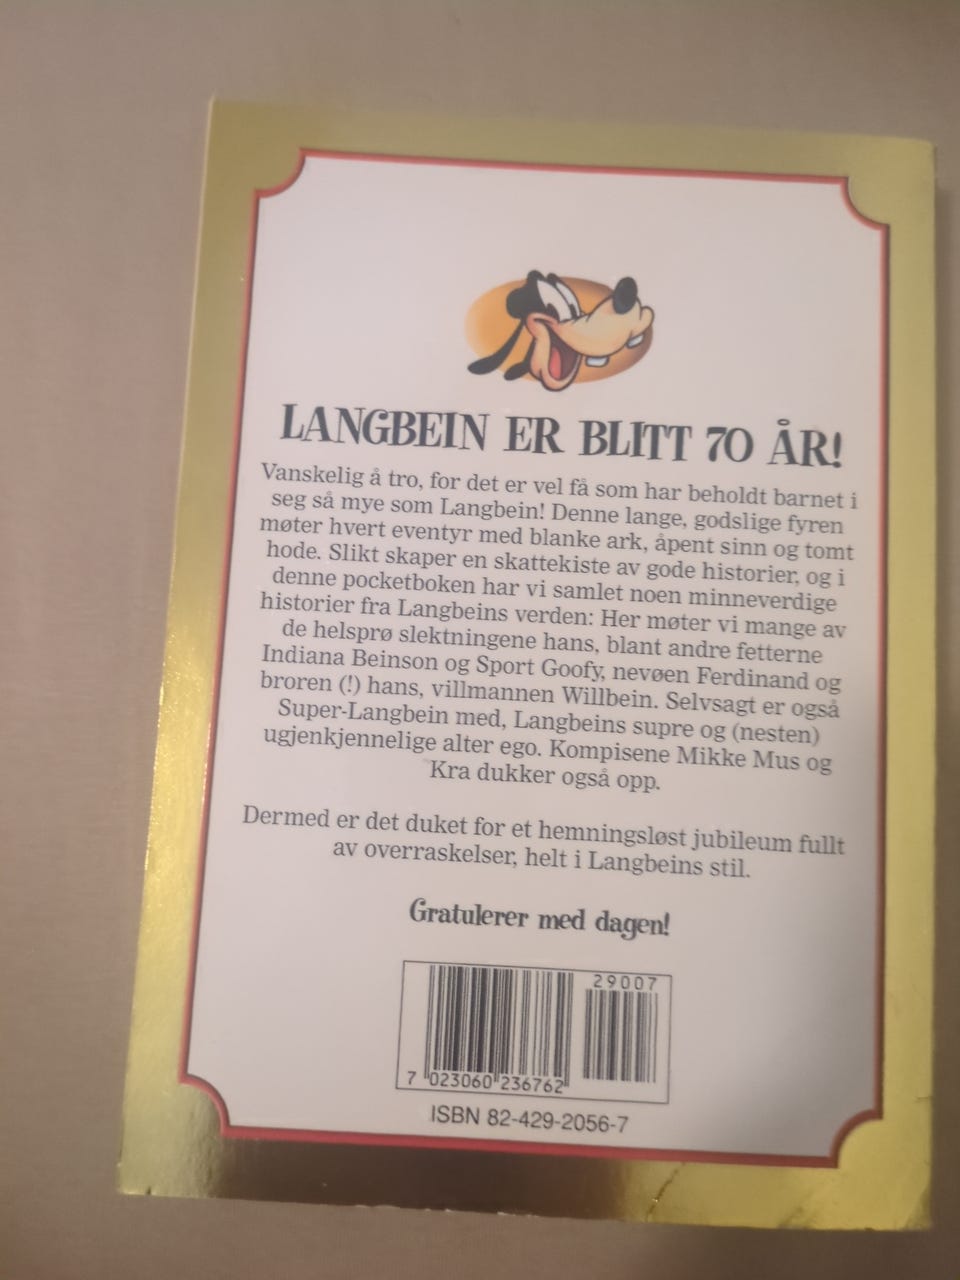 LANGBEIN ER BLITT 70 ÅR!
Vanskelig å tro, for det er vel få som har beholdt barnet i
seg så mye som Langbein! Denne lange, godslige fyren
møter hvert eventyr med blanke ark, åpent sinn og tomt
hode. Slikt skaper en skattekiste av gode historier, og i
denne pocketboken har vi samlet noen minneverdige
historier fra Langbeins verden: Her møter vi mange av
de helsprø slektningene hans, blant andre fetterne
Indiana Beinson og Sport Goofy, nevøen Ferdinand og
broren (!) hans, villmannen Willbein. Selvsagt er også
Super-Langbein med, Langbeins supre og (nesten)
ugjenkjennelige alter ego. Kompisene Mikke Mus og
Kra dukker også opp.
Dermed er det duket for et hemningsløst jubileum fullt
av overraskelser, helt i Langbeins stil.
Gratulerer med dagen!
29007
7 023060 236762
ISBN 82-429-2056-7